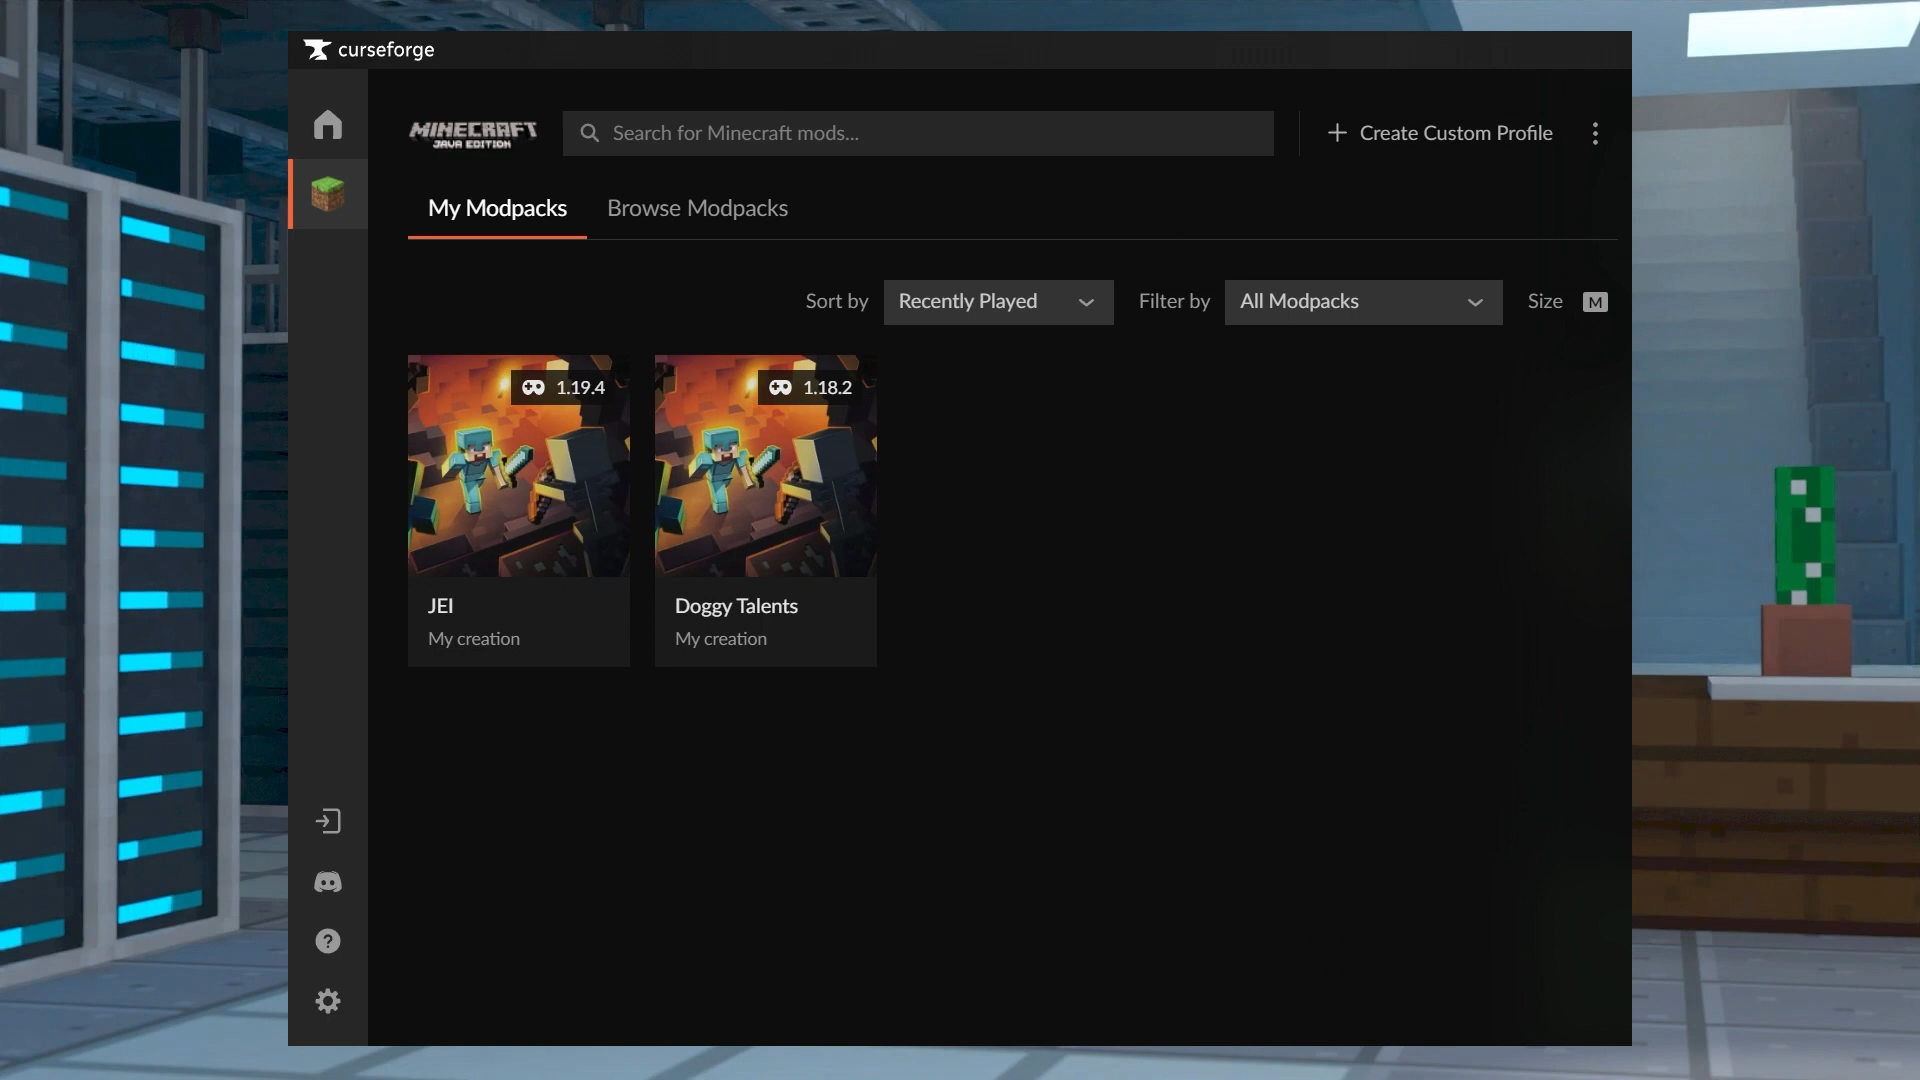 curseforge
MINECRAFT
JAVA EDITION
Search for Minecraft mods...
Create Custom Profile
My Modpacks
Browse Modpacks
Sort by
Recently Played
Filter by
All Modpacks
Size
M
1.19.4
1.18.2
JEI
My creation
Doggy Talents
My creation
?